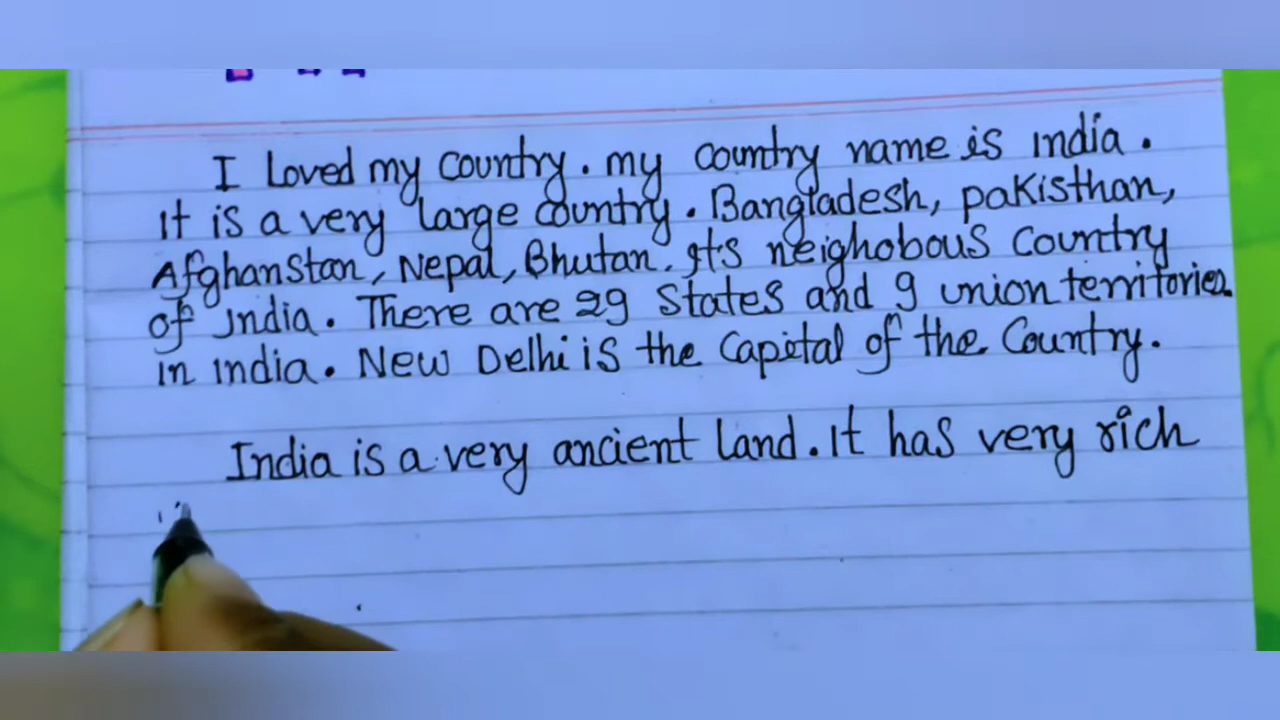 I Loved my country. my country name is india.
it is a very large country. Bangladesh, pakisthan,
Afghanstan, Nepal, Bhutan. Its neighobous country
of india. There are 29 states and 9 union territories.
in india. New Delhi is the capital of the country.
India is a very ancient land. it has very rich